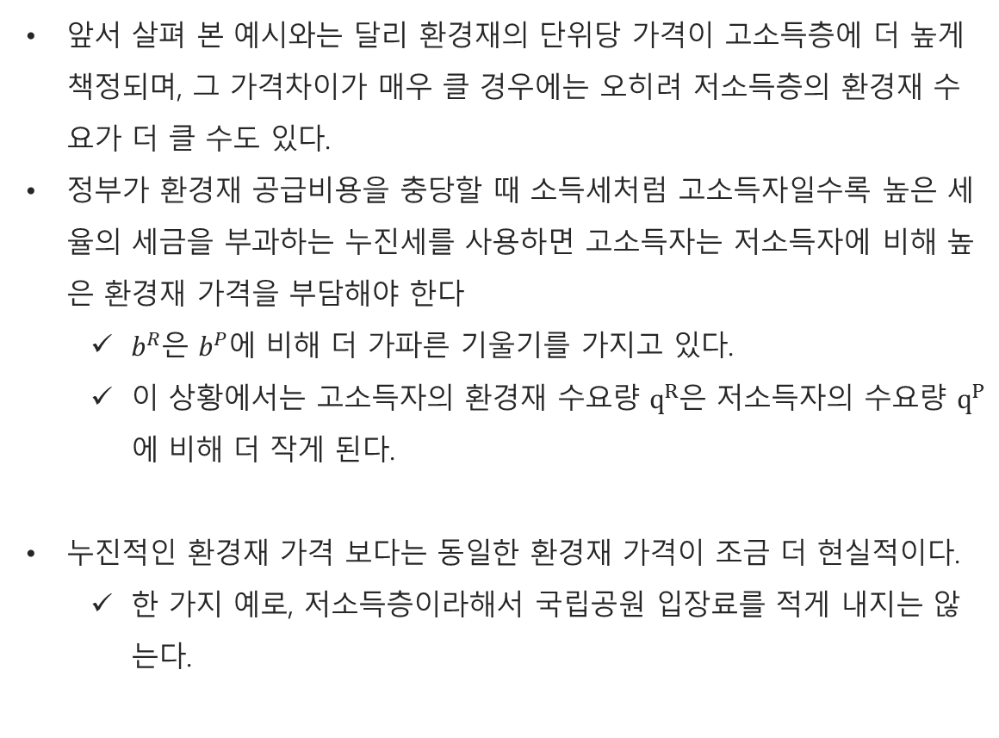 • 앞서 살펴 본 예시와는 달리 환경재의 단위당 가격이 고소득층에 더 높게
책정되며, 그 가격차이가 매우 클 경우에는 오히려 저소득층의 환경재 수
요가 더 클 수도 있다.
• 정부가 환경재 공급비용을 충당할 때 소득세처럼 고소득자일수록 높은 세
율의 세금을 부과하는 누진세를 사용하면 고소득자는 저소득자에 비해 높
은 환경재 가격을 부담해야 한다
✓ b^R은 b^P에 비해 더 가파른 기울기를 가지고 있다.
✓ 이 상황에서는 고소득자의 환경재 수요량 q^R은 저소득자의 수요량 q^P
에 비해 더 작게 된다.
• 누진적인 환경재 가격 보다는 동일한 환경재 가격이 조금 더 현실적이다.
✓ 한 가지 예로, 저소득층이라해서 국립공원 입장료를 적게 내지는 않
는다.